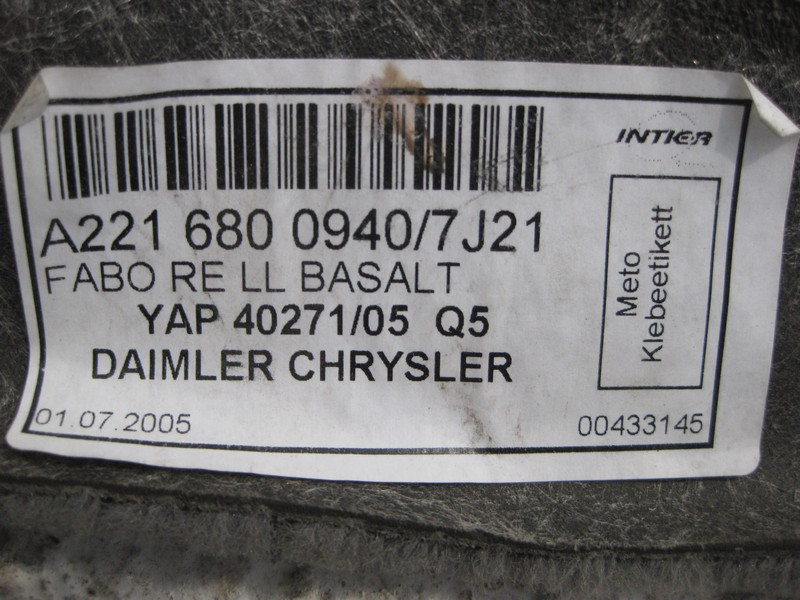 INTIER
A221 680 0940/7J21
FABO RE LL BASALT
YAP 40271/05 Q5
DAIMLER CHRYSLER
Meto
Klebeetikett
01.07.2005
00433145